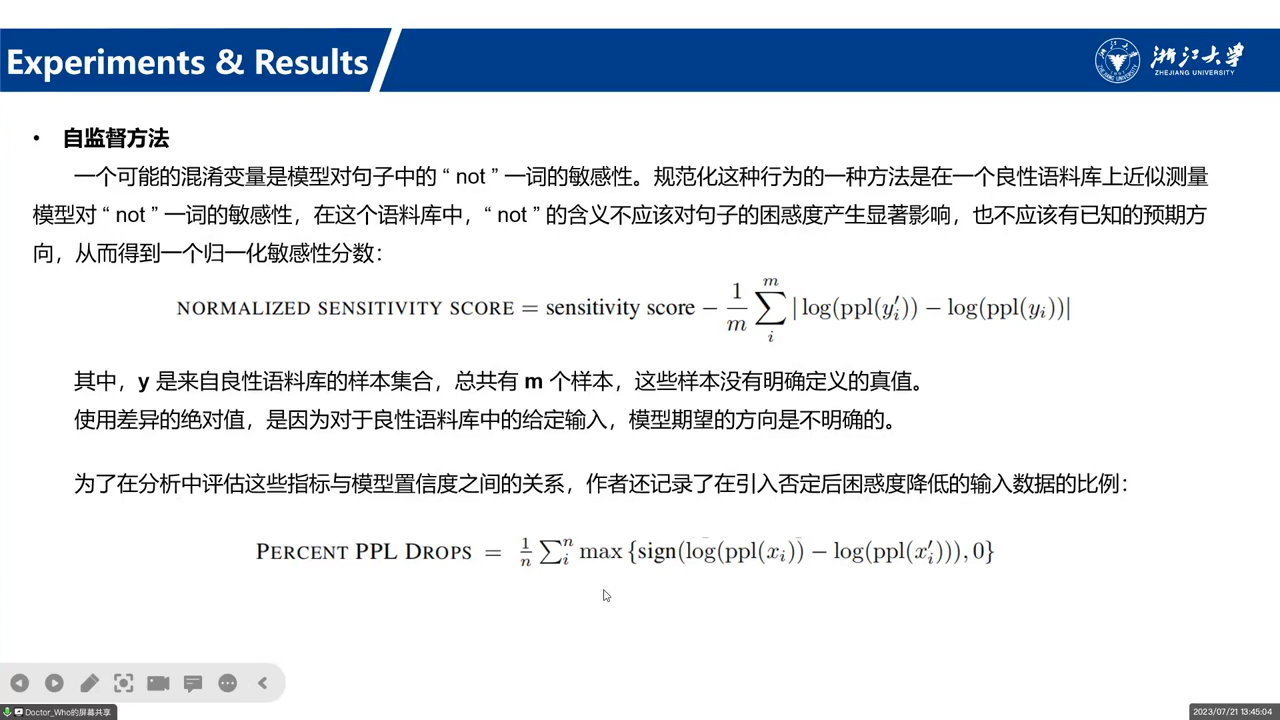 Experiments & Results
浙江大学
ZHEJIANG UNIVERSITY
• 自监督方法
一个可能的混淆变量是模型对句子中的 “ not ” 一词的敏感性。规范化这种行为的一种方法是在一个良性语料库上近似测量
模型对 “ not ” 一词的敏感性，在这个语料库中，“ not ” 的含义不应该对句子的困惑度产生显著影响，也不应该有已知的预期方
向，从而得到一个归一化敏感性分数：
NORMALIZED SENSITIVITY SCORE = sensitivity score − \frac{1}{m} \sum_{i}^{m} | log(ppl(y′_i)) − log(ppl(y_i))|
其中，y 是来自良性语料库的样本集合，总共有 m 个样本，这些样本没有明确定义的真值。
使用差异的绝对值，是因为对于良性语料库中的给定输入，模型期望的方向是不明确的。
为了在分析中评估这些指标与模型置信度之间的关系，作者还记录了在引入否定后困惑度降低的输入数据的比例：
PERCENT PPL DROPS = \frac{1}{n} \sum_{i}^{n} max {sign(log(ppl(x_i)) − log(ppl(x′_i))), 0}
Doctor_Who的屏幕共享
2023/07/21 13:45:04